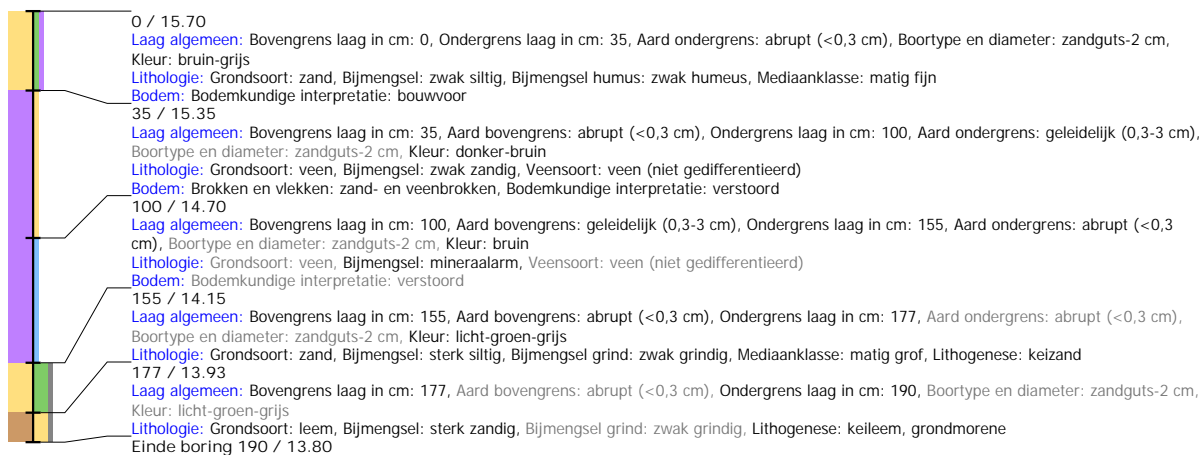 0 / 15.70
Laag algemeen: Bovengrens laag in cm: 0, Ondergrens laag in cm: 35, Aard ondergrens: abrupt (<0,3 cm), Boortype en diameter: zandguts-2 cm,
Kleur: bruin-grijs
Lithologie: Grondsoort: zand, Bijmengsel: zwak siltig, Bijmengsel humus: zwak humeus, Mediaanklasse: matig fijn
Bodem: Bodemkundige interpretatie: bouwvoor
35 / 15.35
Laag algemeen: Bovengrens laag in cm: 35, Aard bovengrens: abrupt (<0,3 cm), Ondergrens laag in cm: 100, Aard ondergrens: geleidelijk (0,3-3 cm),
Boortype en diameter: zandguts-2 cm, Kleur: donker-bruin
Lithologie: Grondsoort: veen, Bijmengsel: zwak zandig, Veensoort: veen (niet gedifferentieerd)
Bodem: Brokken en vlekken: zand- en veenbrokken, Bodemkundige interpretatie: verstoord
100 / 14.70
Laag algemeen: Bovengrens laag in cm: 100, Aard bovengrens: geleidelijk (0,3-3 cm), Ondergrens laag in cm: 155, Aard ondergrens: abrupt (<0,3
cm), Boortype en diameter: zandguts-2 cm, Kleur: bruin
Lithologie: Grondsoort: veen, Bijmengsel: mineraalarm, Veensoort: veen (niet gedifferentieerd)
Bodem: Bodemkundige interpretatie: verstoord
155 / 14.15
Laag algemeen: Bovengrens laag in cm: 155, Aard bovengrens: abrupt (<0,3 cm), Ondergrens laag in cm: 177, Aard ondergrens: abrupt (<0,3 cm),
Boortype en diameter: zandguts-2 cm, Kleur: licht-groen-grijs
Lithologie: Grondsoort: zand, Bijmengsel: sterk siltig, Bijmengsel grind: zwak grindig, Mediaanklasse: matig grof, Lithogenese: keizand
177 / 13.93
Laag algemeen: Bovengrens laag in cm: 177, Aard bovengrens: abrupt (<0,3 cm), Ondergrens laag in cm: 190, Boortype en diameter: zandguts-2 cm,
Kleur: licht-groen-grijs
Lithologie: Grondsoort: leem, Bijmengsel: sterk zandig, Bijmengsel grind: zwak grindig, Lithogenese: keileem, grondmorene
Einde boring 190 / 13.80